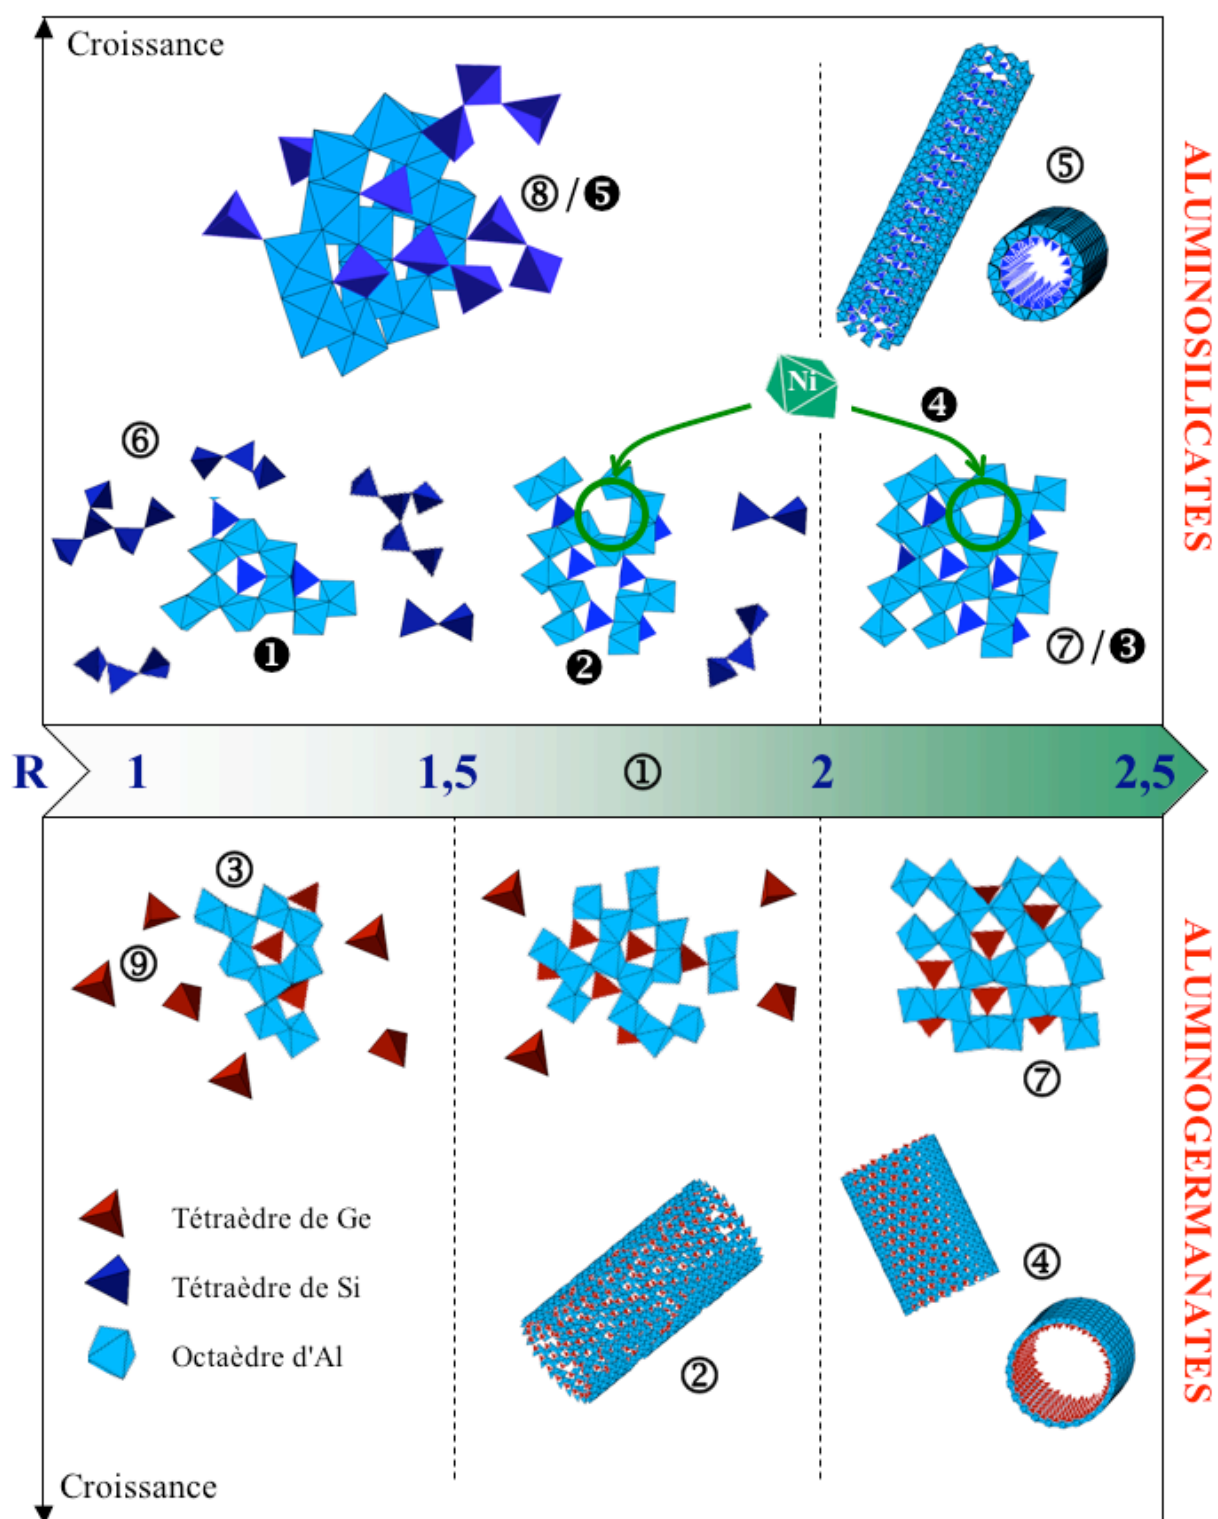 Croissance
⑤
⑧ / ❺
Ni
❹
⑥
❶
❷
⑦ / ❸
ALUMINOSILICATES
R 1 1,5 ① 2 2,5
③
⑨
⑦
Tétraèdre de Ge
Tétraèdre de Si
Octaèdre d'Al
④
②
ALUMINOGERMANATES
Croissance